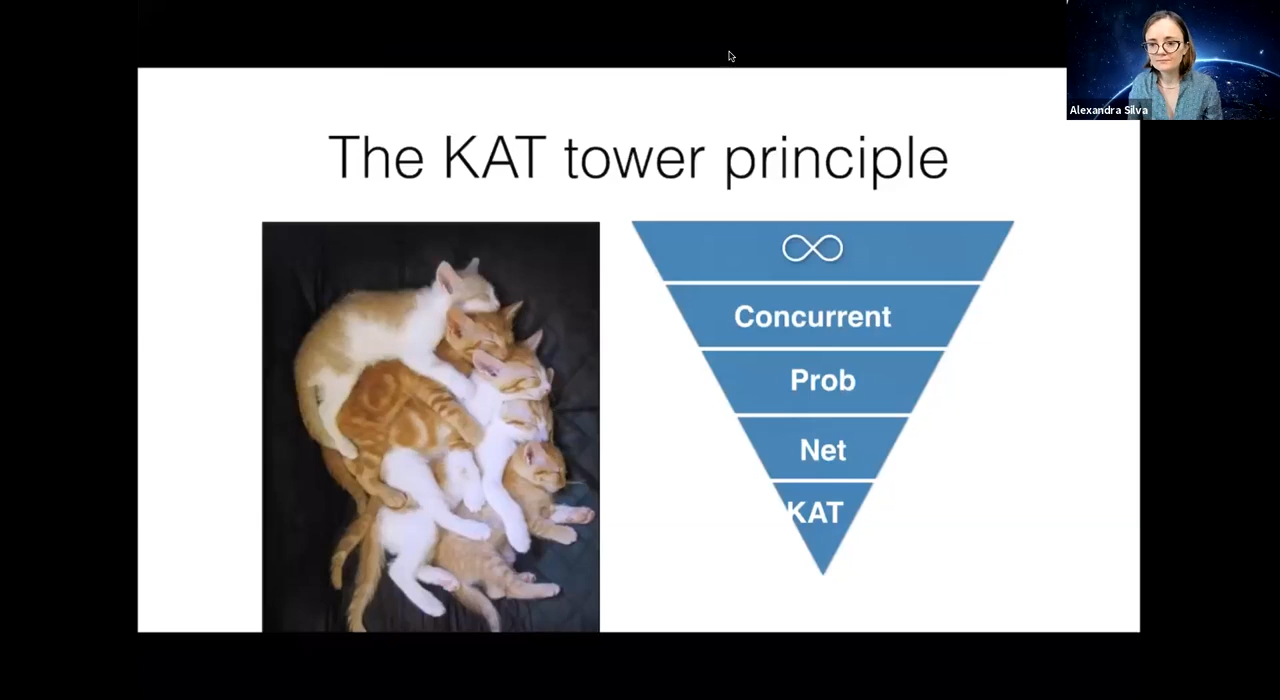 Alexandra Silva
The KAT tower principle
∞
Concurrent
Prob
Net
KAT